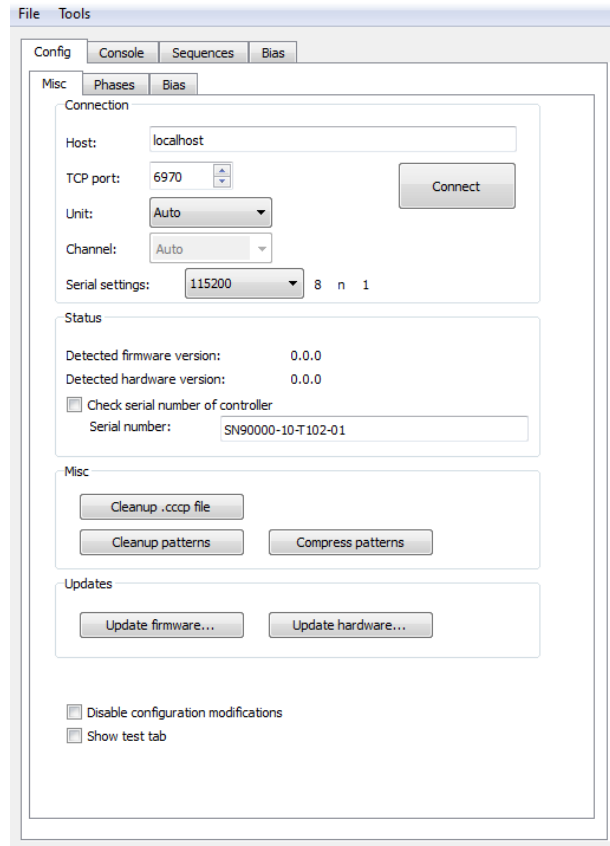 File Tools
Config Console Sequences Bias
Misc Phases Bias
Connection
Host: localhost
TCP port: 6970
Connect
Unit: Auto
Channel: Auto
Serial settings: 115200 8 n 1
Status
Detected firmware version: 0.0.0
Detected hardware version: 0.0.0
Check serial number of controller
Serial number: SN90000-10-T102-01
Misc
Cleanup .cccp file
Cleanup patterns Compress patterns
Updates
Update firmware... Update hardware...
Disable configuration modifications
Show test tab